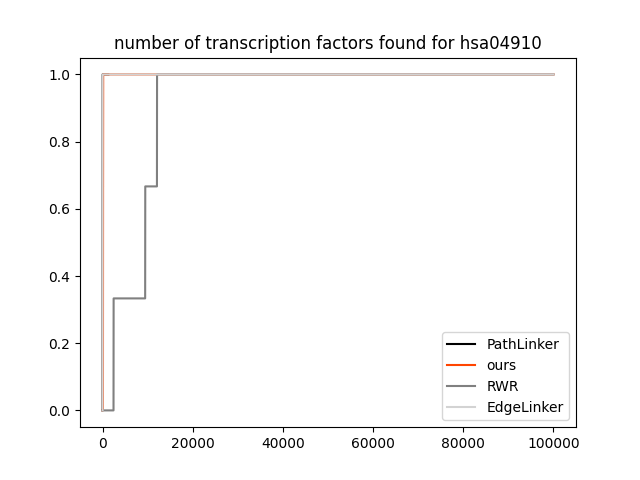 number of transcription factors found for hsa04910
1.0
0.8
0.6
0.4
0.2
0.0
PathLinker
ours
RWR
EdgeLinker
0 20000 40000 60000 80000 100000